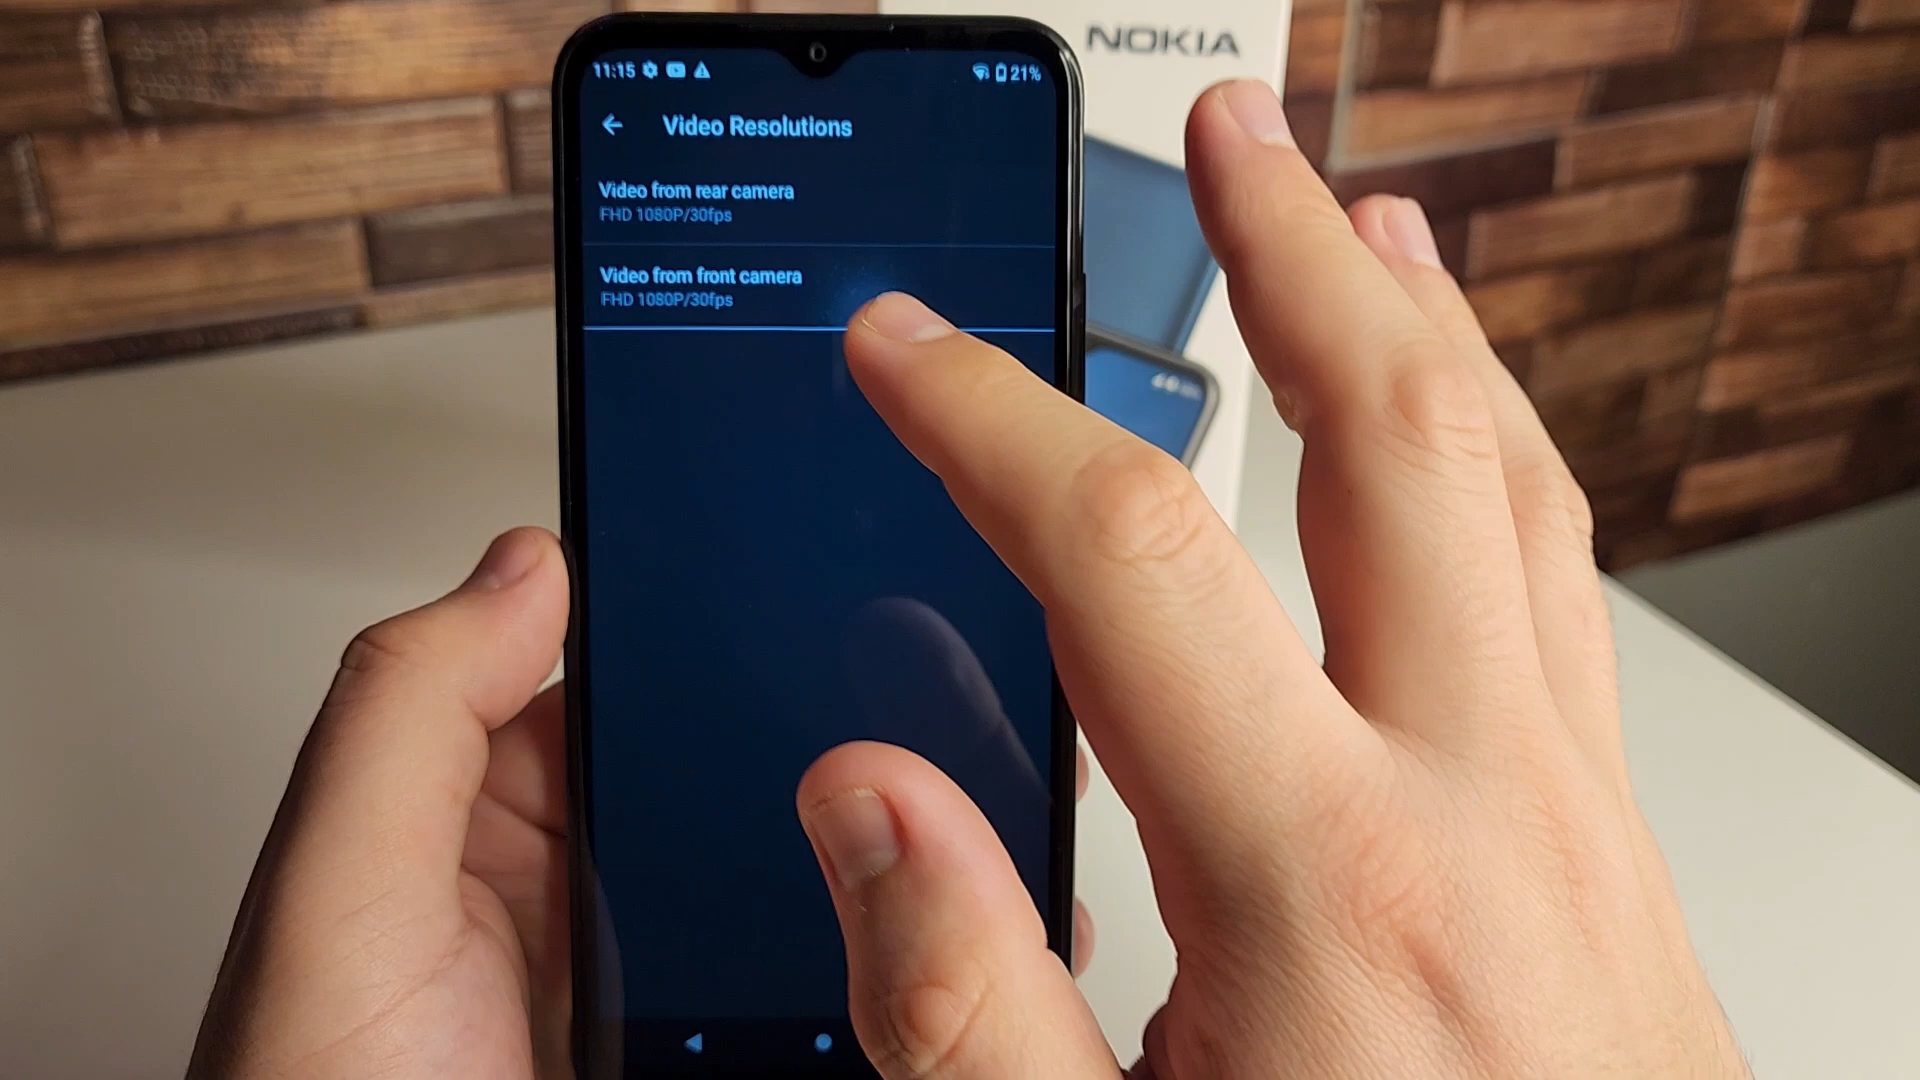 NOKIA
11:15 21%
Video Resolutions
Video from rear camera
FHD 1080P/30fps
Video from front camera
FHD 1080P/30fps